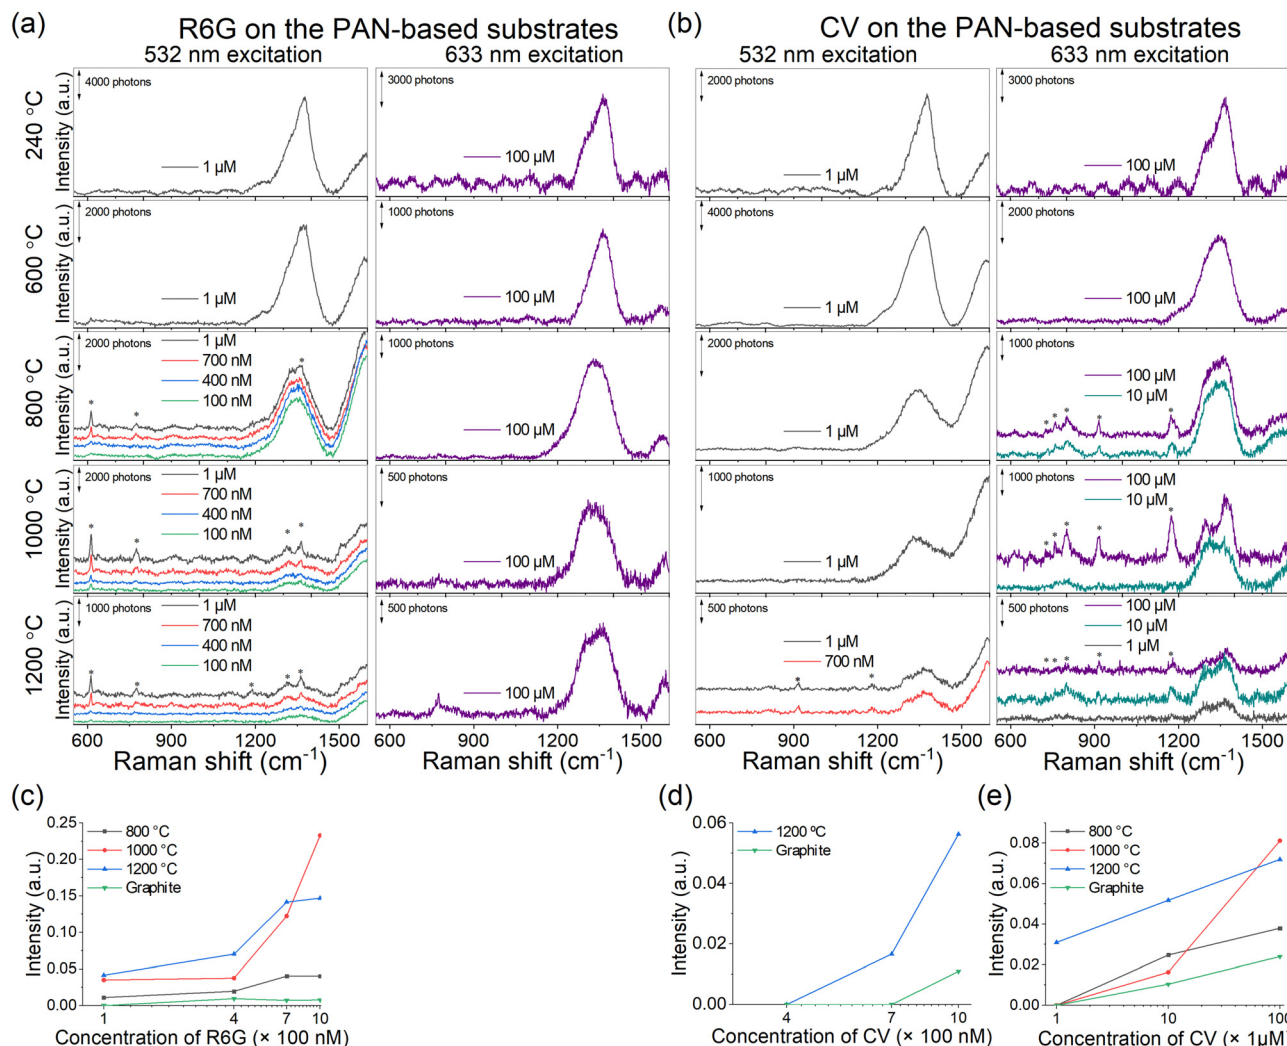 (a) R6G on the PAN-based substrates
532 nm excitation 633 nm excitation
(b) CV on the PAN-based substrates
532 nm excitation 633 nm excitation
240 °C
Intensity (a.u.)
4000 photons
1 µM
3000 photons
100 µM
2000 photons
1 µM
3000 photons
100 µM
600 °C
Intensity (a.u.)
2000 photons
1 µM
1000 photons
100 µM
4000 photons
1 µM
2000 photons
100 µM
800 °C
Intensity (a.u.)
2000 photons
1 µM
700 nM
400 nM
100 nM
* * *
1000 photons
100 µM
2000 photons
1 µM
1000 photons
100 µM
10 µM
* * * * *
1000 °C
Intensity (a.u.)
2000 photons
1 µM
700 nM
400 nM
100 nM
* * * *
500 photons
100 µM
1000 photons
1 µM
1000 photons
100 µM
10 µM
* * * * *
1200 °C
Intensity (a.u.)
1000 photons
1 µM
700 nM
400 nM
100 nM
* * * * *
500 photons
100 µM
500 photons
1 µM
700 nM
* *
500 photons
100 µM
10 µM
1 µM
* * * * *
600 900 1200 1500
Raman shift (cm⁻¹)
600 900 1200 1500
Raman shift (cm⁻¹)
600 900 1200 1500
Raman shift (cm⁻¹)
600 900 1200 1500
Raman shift (cm⁻¹)
(c)
Intensity (a.u.)
0.25
0.20
0.15
0.10
0.05
0.00
800 °C
1000 °C
1200 °C
Graphite
1 4 7 10
Concentration of R6G (× 100 nM)
(d)
Intensity (a.u.)
0.06
0.04
0.02
0.00
1200 ºC
Graphite
4 7 10
Concentration of CV (× 100 nM)
(e)
Intensity (a.u.)
0.08
0.06
0.04
0.02
0.00
800 °C
1000 °C
1200 °C
Graphite
1 10 100
Concentration of CV (× 1µM)